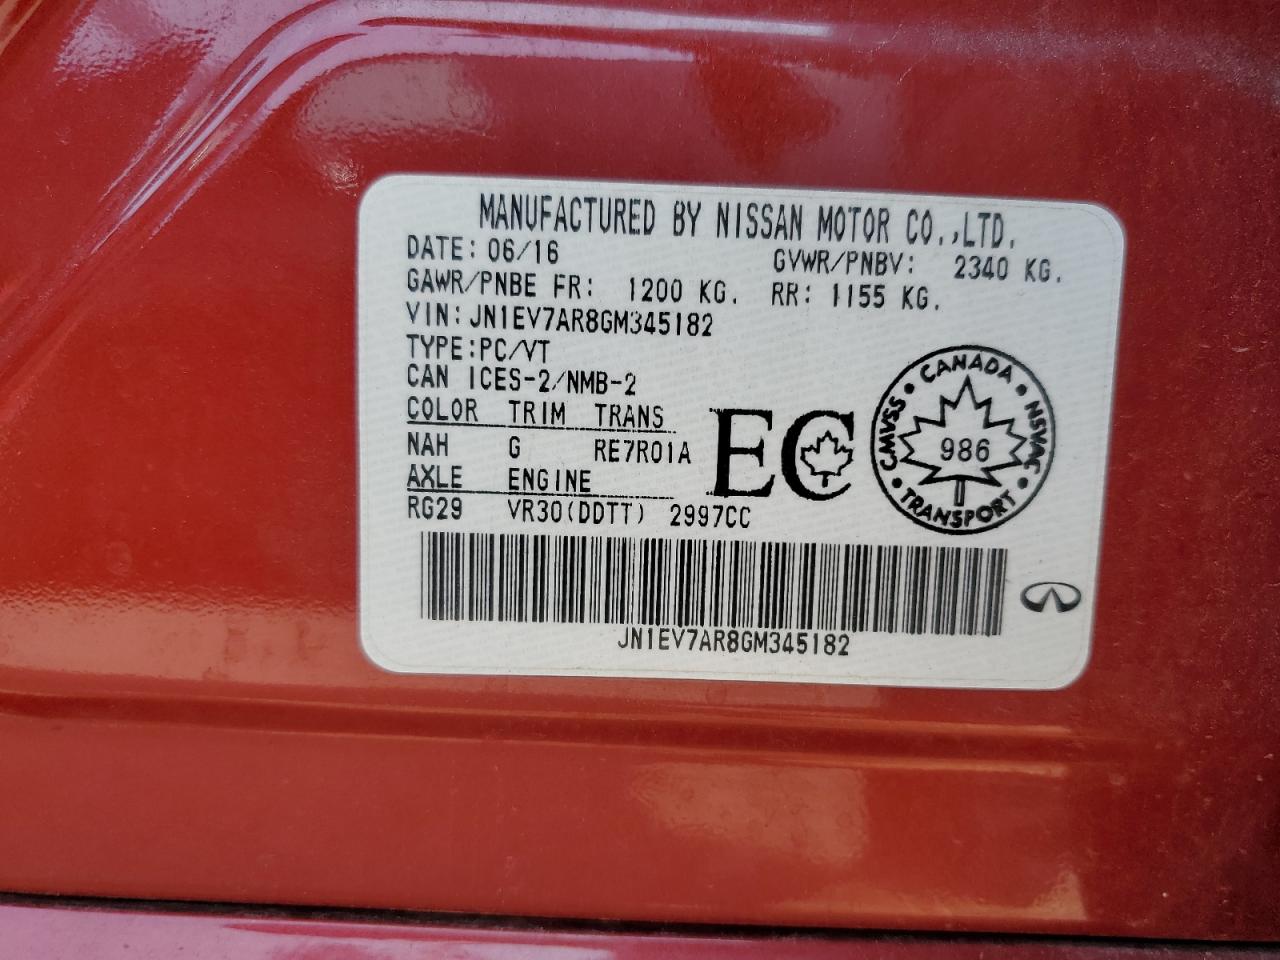 MANUFACTURED BY NISSAN MOTOR CO.,LTD.
DATE: 06/16 GVWR/PNBV: 2340 KG.
GAWR/PNBE FR: 1200 KG. RR: 1155 KG.
VIN: JN1EV7AR8GM345182
TYPE:PC/VT
CAN ICES-2/NMB-2
COLOR TRIM TRANS
NAH G RE7R01A
AXLE ENGINE
RG29 VR30(DDTT) 2997CC
EC
CANADA
CMVSS • NSVAC
986
TRANSPORT
JN1EV7AR8GM345182